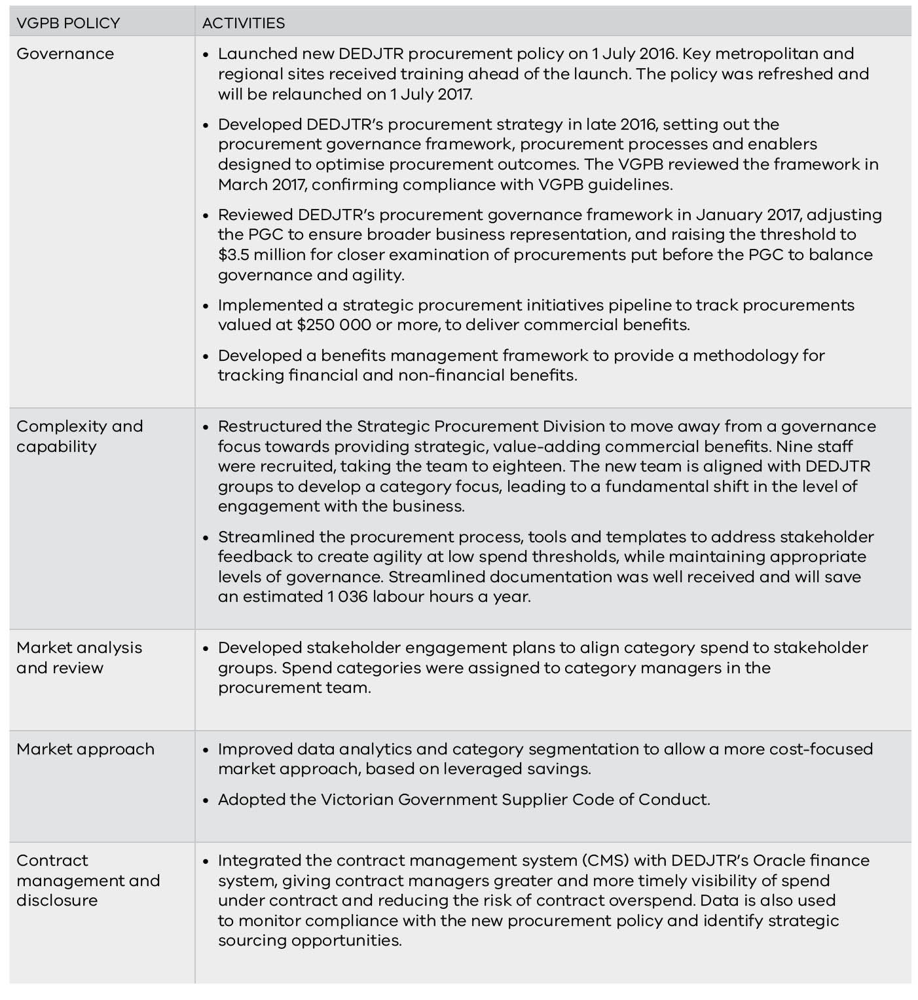 VGPB POLICY
ACTIVITIES
Governance
• Launched new DEDJTR procurement policy on 1 July 2016. Key metropolitan and
regional sites received training ahead of the launch. The policy was refreshed and
will be relaunched on 1 July 2017.
• Developed DEDJTR’s procurement strategy in late 2016, setting out the
procurement governance framework, procurement processes and enablers
designed to optimise procurement outcomes. The VGPB reviewed the framework in
March 2017, confirming compliance with VGPB guidelines.
• Reviewed DEDJTR’s procurement governance framework in January 2017, adjusting
the PGC to ensure broader business representation, and raising the threshold to
$3.5 million for closer examination of procurements put before the PGC to balance
governance and agility.
• Implemented a strategic procurement initiatives pipeline to track procurements
valued at $250 000 or more, to deliver commercial benefits.
• Developed a benefits management framework to provide a methodology for
tracking financial and non-financial benefits.
Complexity and
capability
• Restructured the Strategic Procurement Division to move away from a governance
focus towards providing strategic, value-adding commercial benefits. Nine staff
were recruited, taking the team to eighteen. The new team is aligned with DEDJTR
groups to develop a category focus, leading to a fundamental shift in the level of
engagement with the business.
• Streamlined the procurement process, tools and templates to address stakeholder
feedback to create agility at low spend thresholds, while maintaining appropriate
levels of governance. Streamlined documentation was well received and will save
an estimated 1 036 labour hours a year.
Market analysis
and review
• Developed stakeholder engagement plans to align category spend to stakeholder
groups. Spend categories were assigned to category managers in the
procurement team.
Market approach
• Improved data analytics and category segmentation to allow a more cost-focused
market approach, based on leveraged savings.
• Adopted the Victorian Government Supplier Code of Conduct.
Contract
management and
disclosure
• Integrated the contract management system (CMS) with DEDJTR’s Oracle finance
system, giving contract managers greater and more timely visibility of spend
under contract and reducing the risk of contract overspend. Data is also used
to monitor compliance with the new procurement policy and identify strategic
sourcing opportunities.